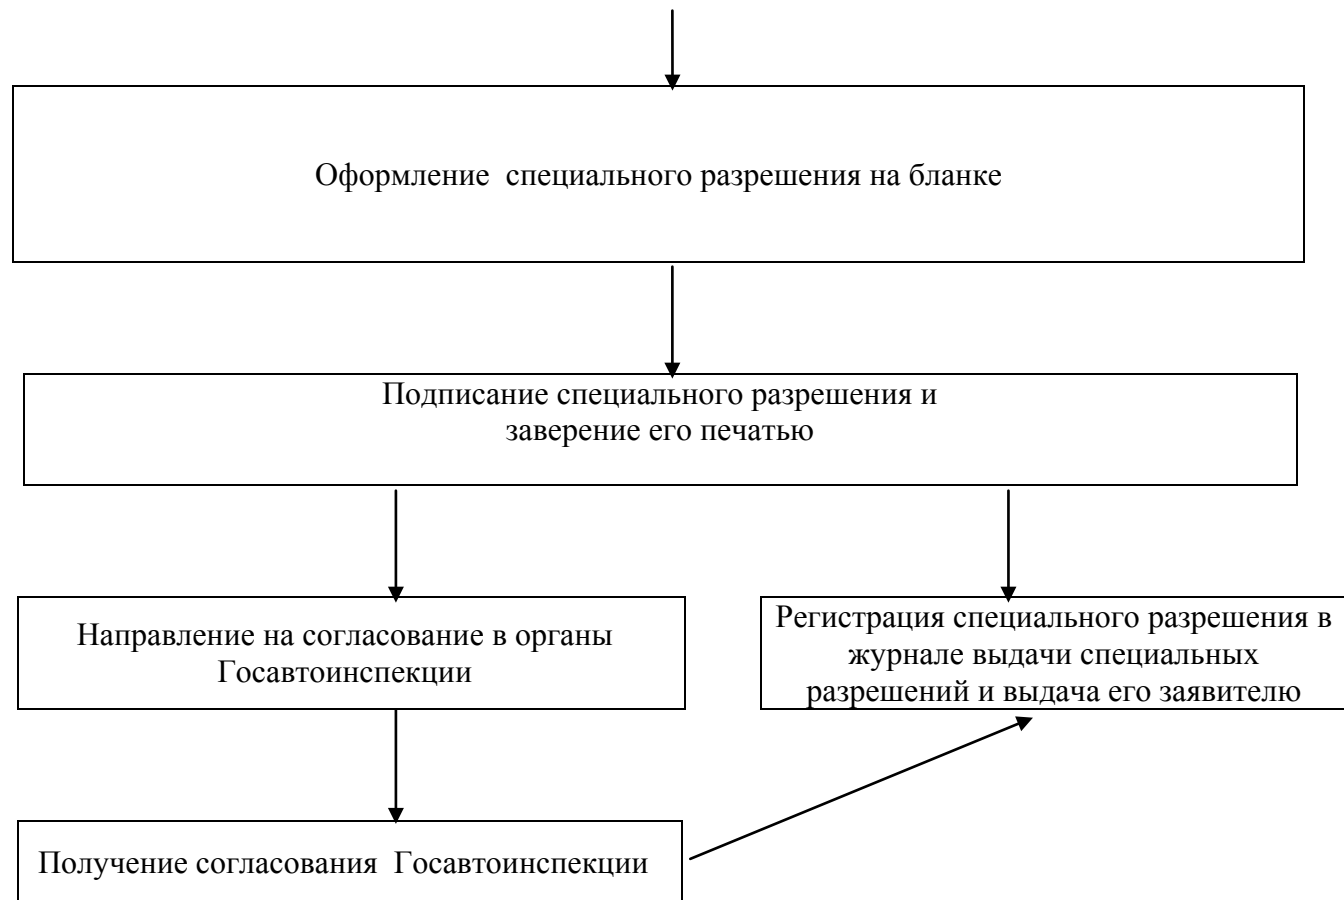 Оформление  специального разрешения на бланке
Подписание специального разрешения и
заверение его печатью
Направление на согласование в органы
Госавтоинспекции
Регистрация специального разрешения в
журнале выдачи специальных
разрешений и выдача его заявителю
Получение согласования  Госавтоинспекции